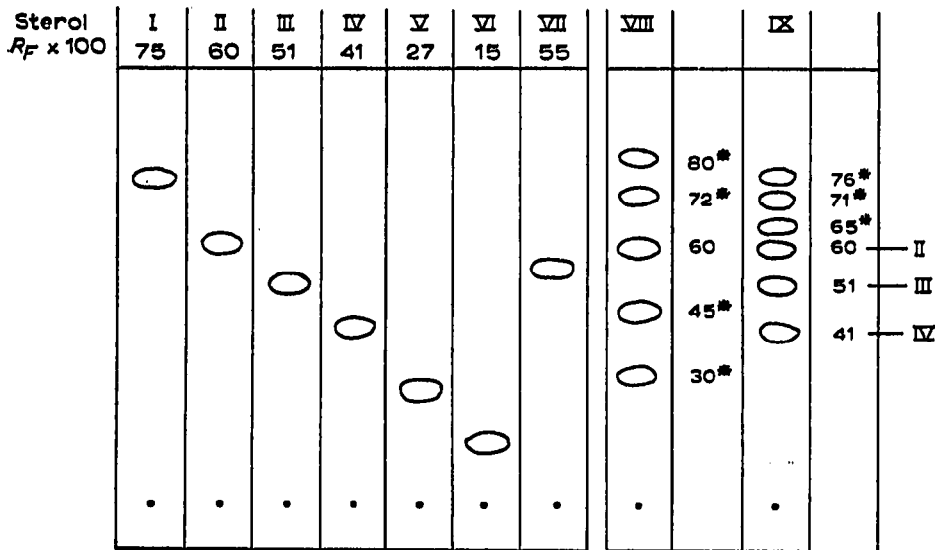 Sterol I II III IV V VI VII VIII IX
RF x 100 75 60 51 41 27 15 55
80*
76*
72*
71*
65*
60 60 II
51 III
45*
41 IV
30*